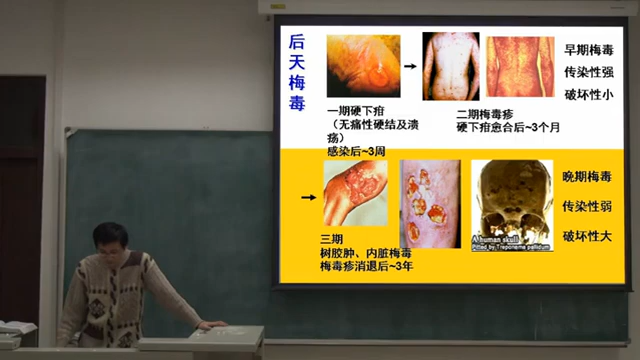 后天梅毒
一期硬下疳
（无痛性硬结及溃
疡）
感染后~3周
二期梅毒疹
硬下疳愈合后~3个月
早期梅毒
传染性强
破坏性小
三期
树胶肿、内脏梅毒
梅毒疹消退后~3年
A human skull
Pitted by Treponema pallidum
晚期梅毒
传染性弱
破坏性大